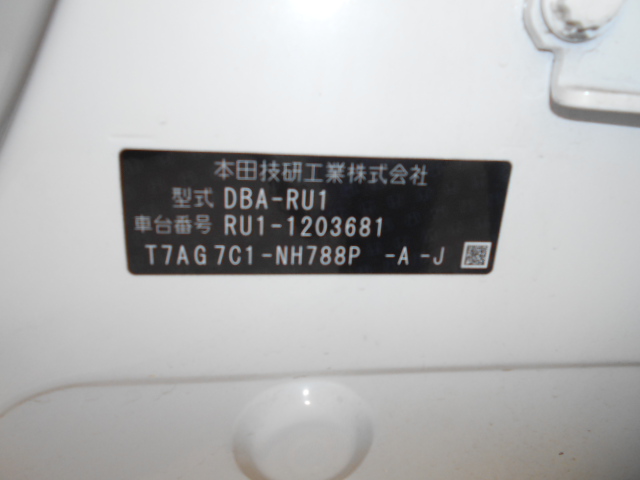 本田技研工業株式会社
型式 DBA-RU1
車台番号 RU1-1203681
T7AG7C1-NH788P -A-J